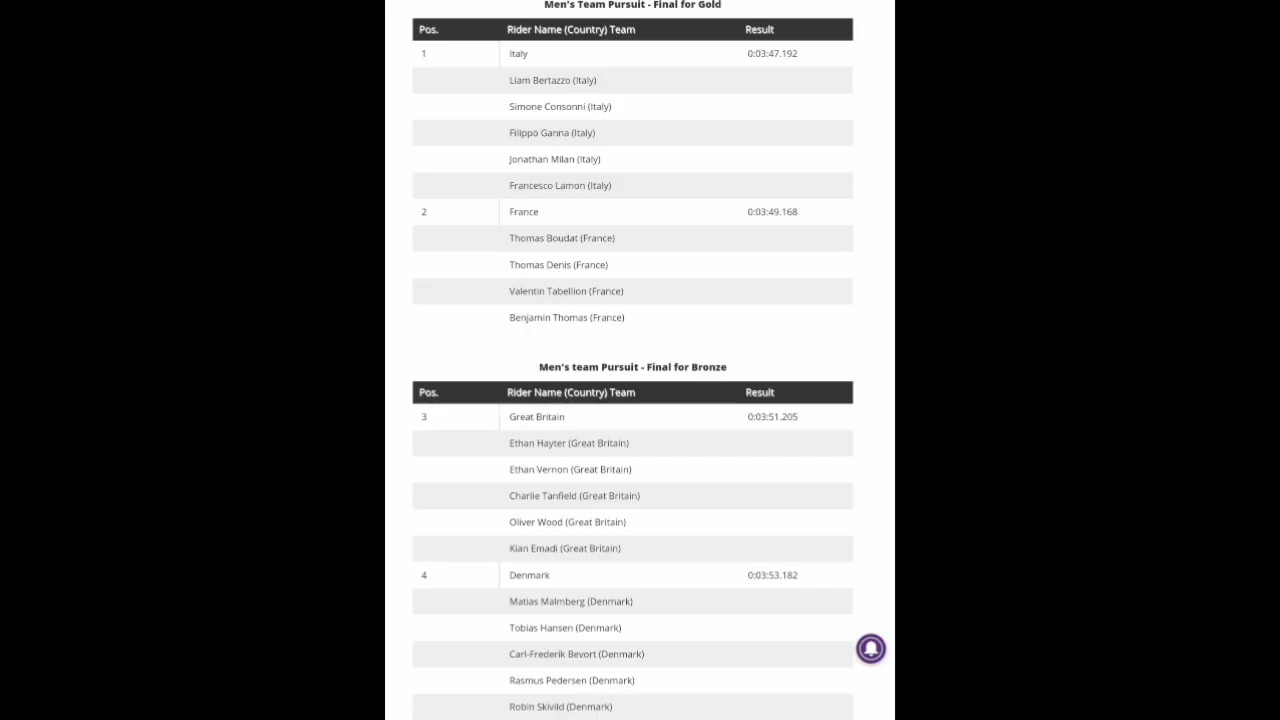 Men's Team Pursuit - Final for Gold
Pos. Rider Name (Country) Team Result
1 Italy 0:03:47.192
Liam Bertazzo (Italy)
Simone Consonni (Italy)
Filippo Ganna (Italy)
Jonathan Milan (Italy)
Francesco Lamon (Italy)
2 France 0:03:49.168
Thomas Boudat (France)
Thomas Denis (France)
Valentin Tabellion (France)
Benjamin Thomas (France)
Men's team Pursuit - Final for Bronze
Pos. Rider Name (Country) Team Result
3 Great Britain 0:03:51.205
Ethan Hayter (Great Britain)
Ethan Vernon (Great Britain)
Charlie Tanfield (Great Britain)
Oliver Wood (Great Britain)
Kian Emadi (Great Britain)
4 Denmark 0:03:53.182
Matias Malmberg (Denmark)
Tobias Hansen (Denmark)
Carl-Frederik Bevort (Denmark)
Rasmus Pedersen (Denmark)
Robin Skivild (Denmark)